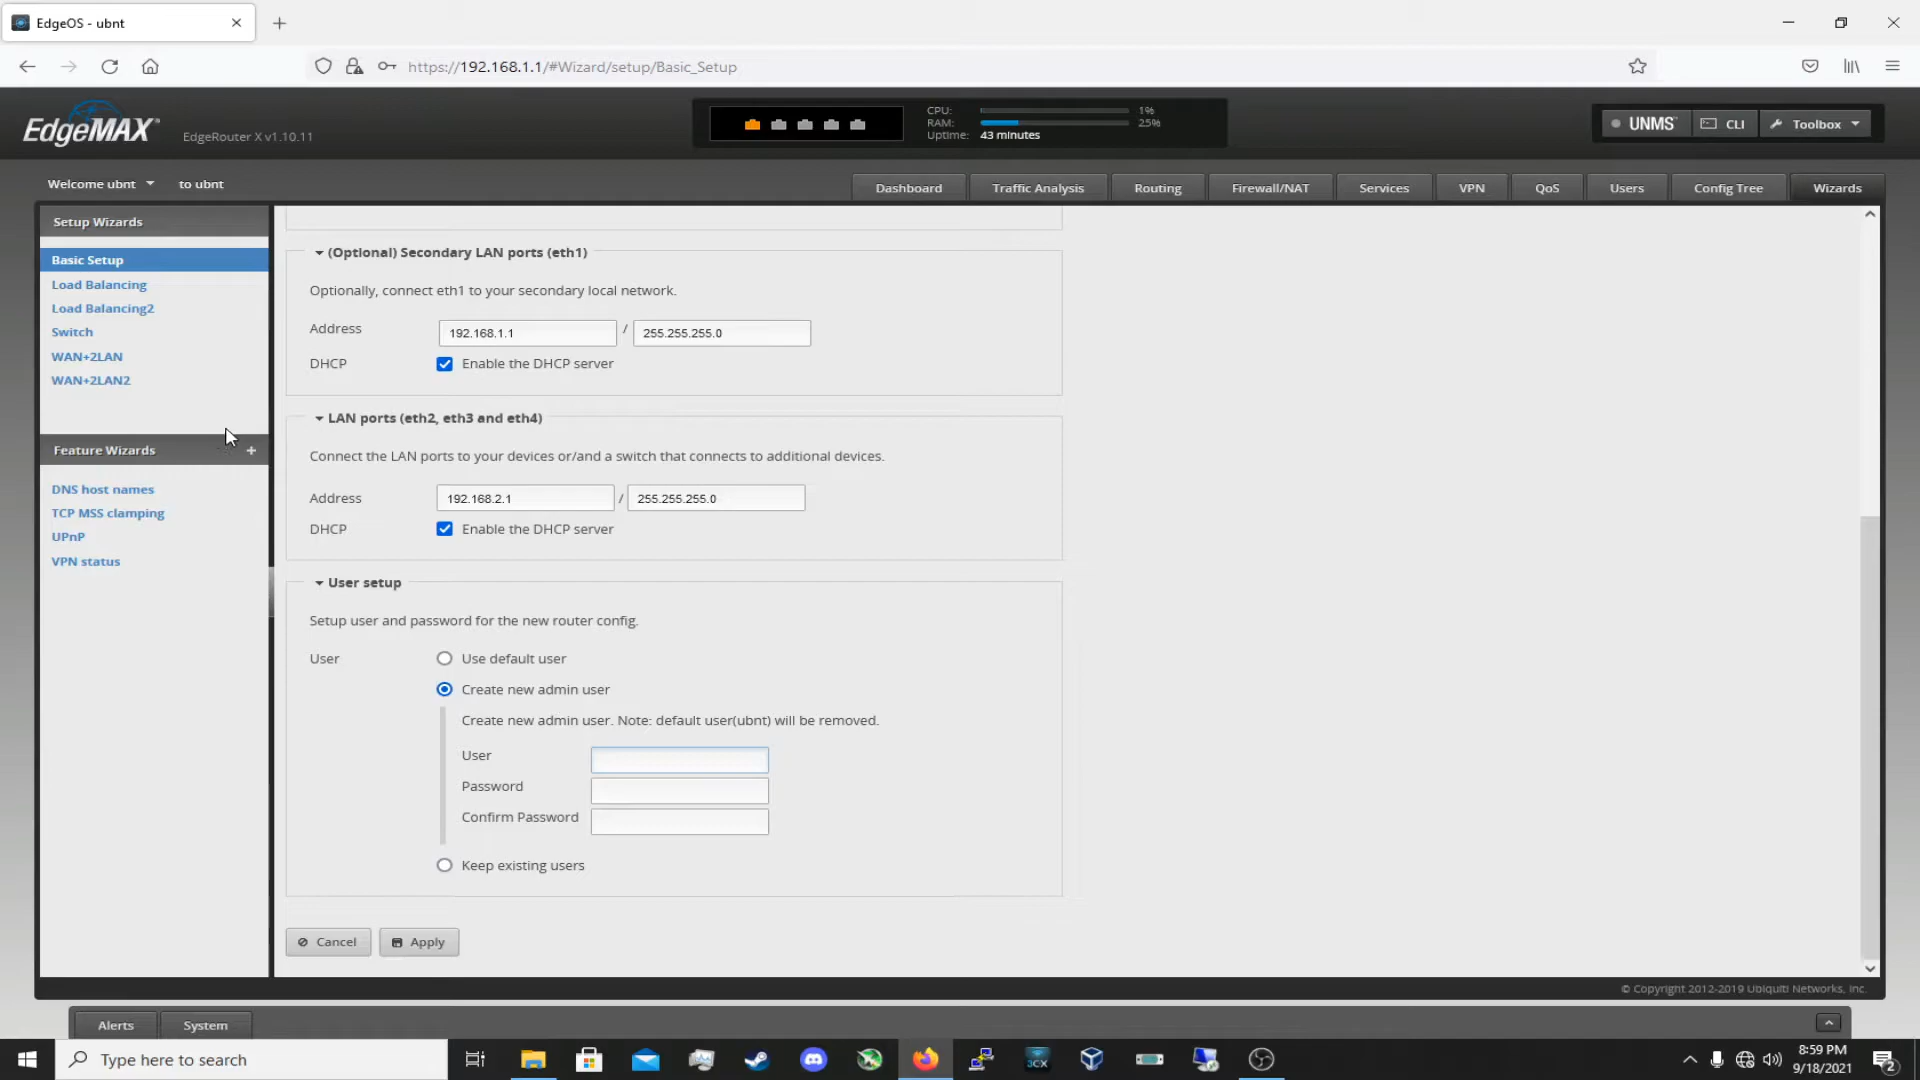 EdgeOS - ubnt
https://192.168.1.1/#Wizard/setup/Basic_Setup
EdgeMAX
EdgeRouter X v1.10.11
CPU: 1%
RAM: 25%
Uptime: 43 minutes
UNMS
CLI
Toolbox
Welcome ubnt
to ubnt
Dashboard
Traffic Analysis
Routing
Firewall/NAT
Services
VPN
QoS
Users
Config Tree
Wizards
Setup Wizards
Basic Setup
Load Balancing
Load Balancing2
Switch
WAN+2LAN
WAN+2LAN2
Feature Wizards +
DNS host names
TCP MSS clamping
UPnP
VPN status
(Optional) Secondary LAN ports (eth1)
Optionally, connect eth1 to your secondary local network.
Address 192.168.1.1 / 255.255.255.0
DHCP Enable the DHCP server
LAN ports (eth2, eth3 and eth4)
Connect the LAN ports to your devices or/and a switch that connects to additional devices.
Address 192.168.2.1 / 255.255.255.0
DHCP Enable the DHCP server
User setup
Setup user and password for the new router config.
User Use default user
Create new admin user
Create new admin user. Note: default user(ubnt) will be removed.
User
Password
Confirm Password
Keep existing users
Cancel
Apply
© Copyright 2012-2019 Ubiquiti Networks, Inc.
Alerts
System
Type here to search
3CX
8:59 PM
9/18/2021
2